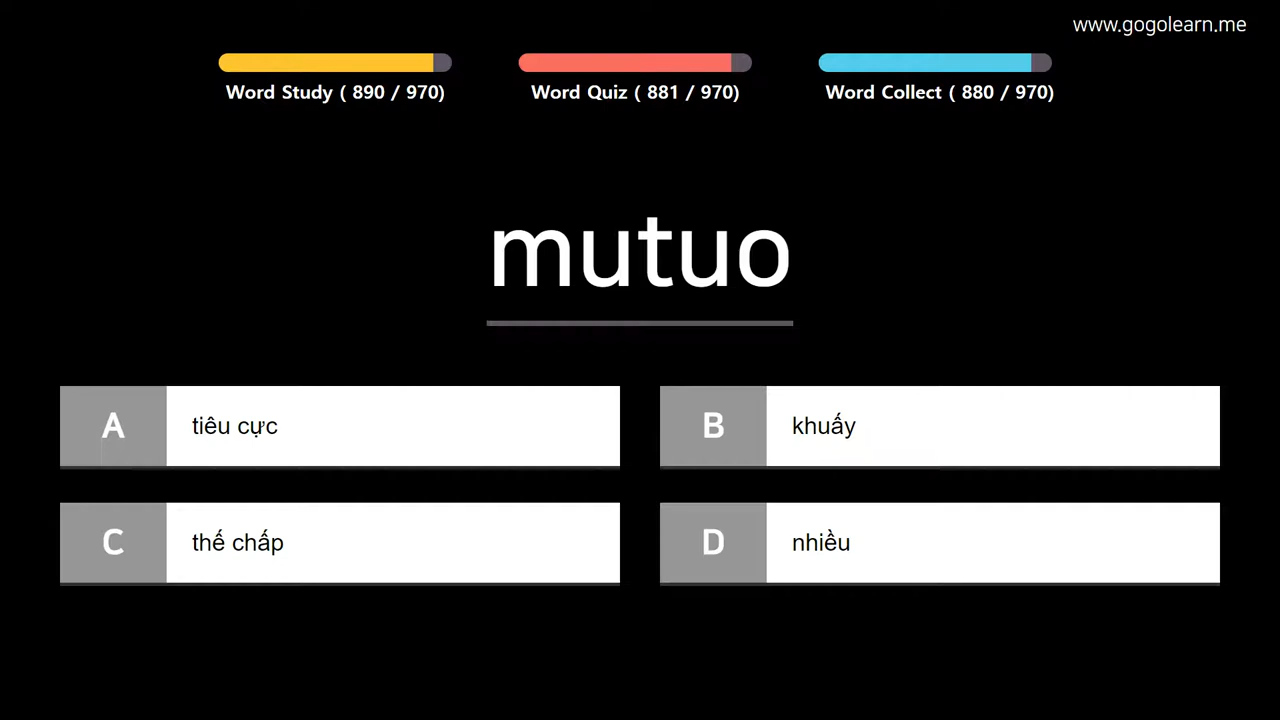 www.gogolearn.me
Word Study ( 890 / 970)
Word Quiz ( 881 / 970)
Word Collect ( 880 / 970)
mutuo
A tiêu cực
B khuấy
C thế chấp
D nhiều